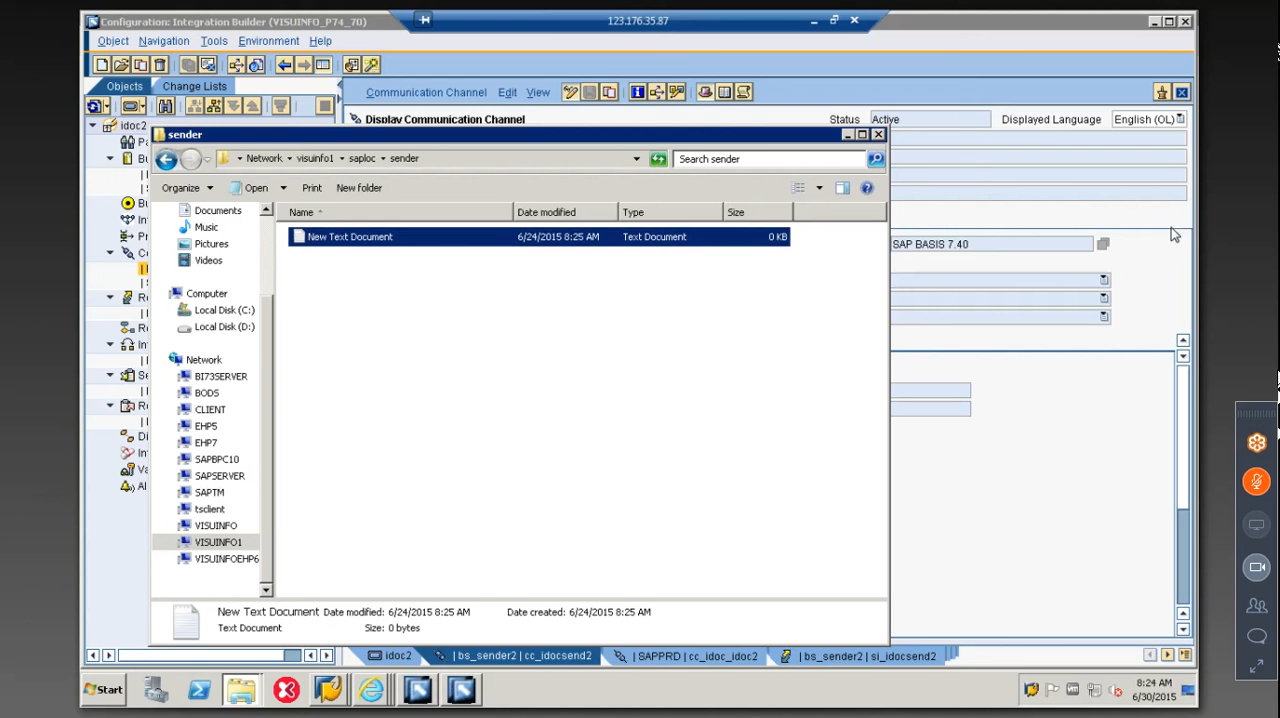 Configuration: Integration Builder (VISUINFO_P74_70)
123.176.35.87
Object Navigation Tools Environment Help
Objects Change Lists
Communication Channel Edit View
idoc2
Display Communication Channel
Status Active
Displayed Language English (OL)
sender
Network visuinfo1 saploc sender
Search sender
Organize Open Print New folder
Name Date modified Type Size
New Text Document 6/24/2015 8:25 AM Text Document 0 KB
SAP BASIS 7.40
Documents
Music
Pictures
Videos
Computer
Local Disk (C:)
Local Disk (D:)
Network
BI73SERVER
BODS
CLIENT
EHP5
EHP7
SAPBPC10
SAPSERVER
SAPTM
tsclient
VISUINFO
VISUINFO1
VISUINFOEHP6
New Text Document Date modified: 6/24/2015 8:25 AM Date created: 6/24/2015 8:25 AM
Text Document Size: 0 bytes
idoc2
| bs_sender2 | cc_idocsend2
| SAPPRD | cc_idoc_idoc2
| bs_sender2 | si_idocsend2
Start
8:24 AM
6/30/2015